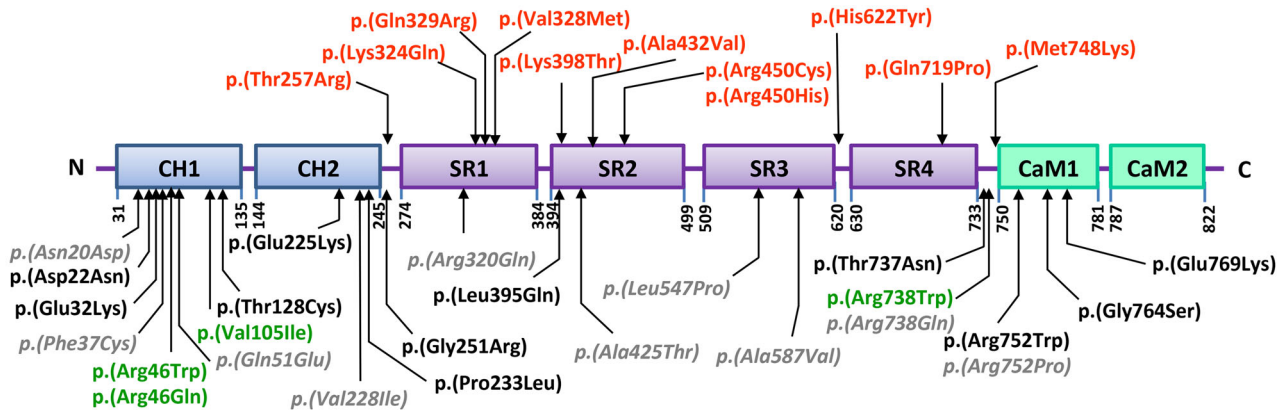 p.(Gln329Arg) p.(Val328Met) p.(His622Tyr)
p.(Lys324Gln) p.(Lys398Thr) p.(Ala432Val) p.(Met748Lys)
p.(Thr257Arg) p.(Arg450Cys) p.(Gln719Pro)
p.(Arg450His)
N CH1 CH2 SR1 SR2 SR3 SR4 CaM1 CaM2 C
31 135 144 245 274 384 394 499 509 620 630 733 750 781 787 822
p.(Asn20Asp) p.(Glu225Lys) p.(Arg320Gln) p.(Thr737Asn) p.(Glu769Lys)
p.(Asp22Asn) p.(Leu395Gln) p.(Leu547Pro) p.(Arg738Trp)
p.(Glu32Lys) p.(Thr128Cys) p.(Arg738Gln) p.(Gly764Ser)
p.(Phe37Cys) p.(Val105Ile) p.(Gly251Arg) p.(Ala425Thr) p.(Ala587Val) p.(Arg752Trp)
p.(Gln51Glu) p.(Arg752Pro)
p.(Arg46Trp) p.(Pro233Leu)
p.(Arg46Gln) p.(Val228Ile)